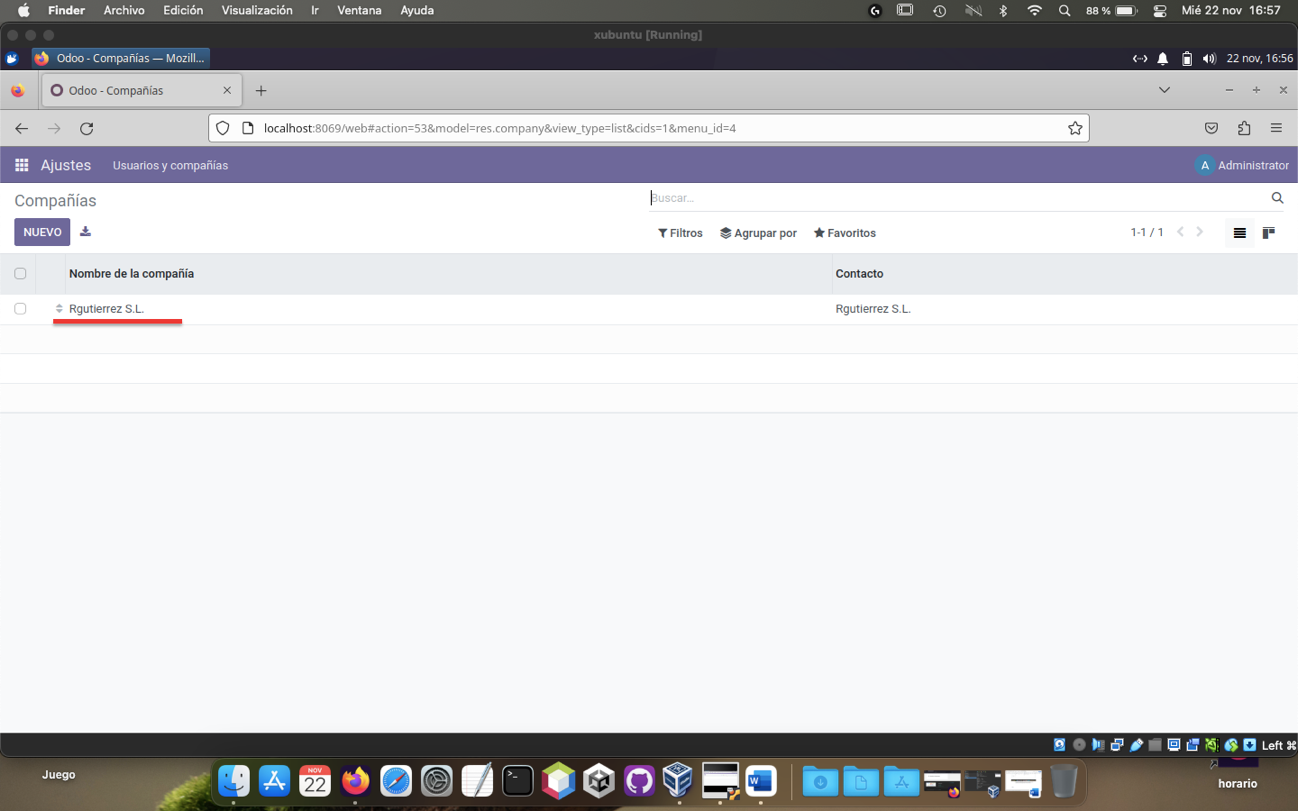 Finder Archivo Edición Visualización Ir Ventana Ayuda 88 % Mié 22 nov 16:57
xubuntu [Running]
Odoo - Compañías — Mozill... 22 nov, 16:56
Odoo - Compañías
localhost:8069/web#action=53&model=res.company&view_type=list&cids=1&menu_id=4
Ajustes Usuarios y compañías A Administrator
Compañías Buscar...
NUEVO Filtros Agrupar por Favoritos 1-1 / 1
Nombre de la compañía Contacto
Rgutierrez S.L. Rgutierrez S.L.
Left ⌘
Juego NOV 22 W horario